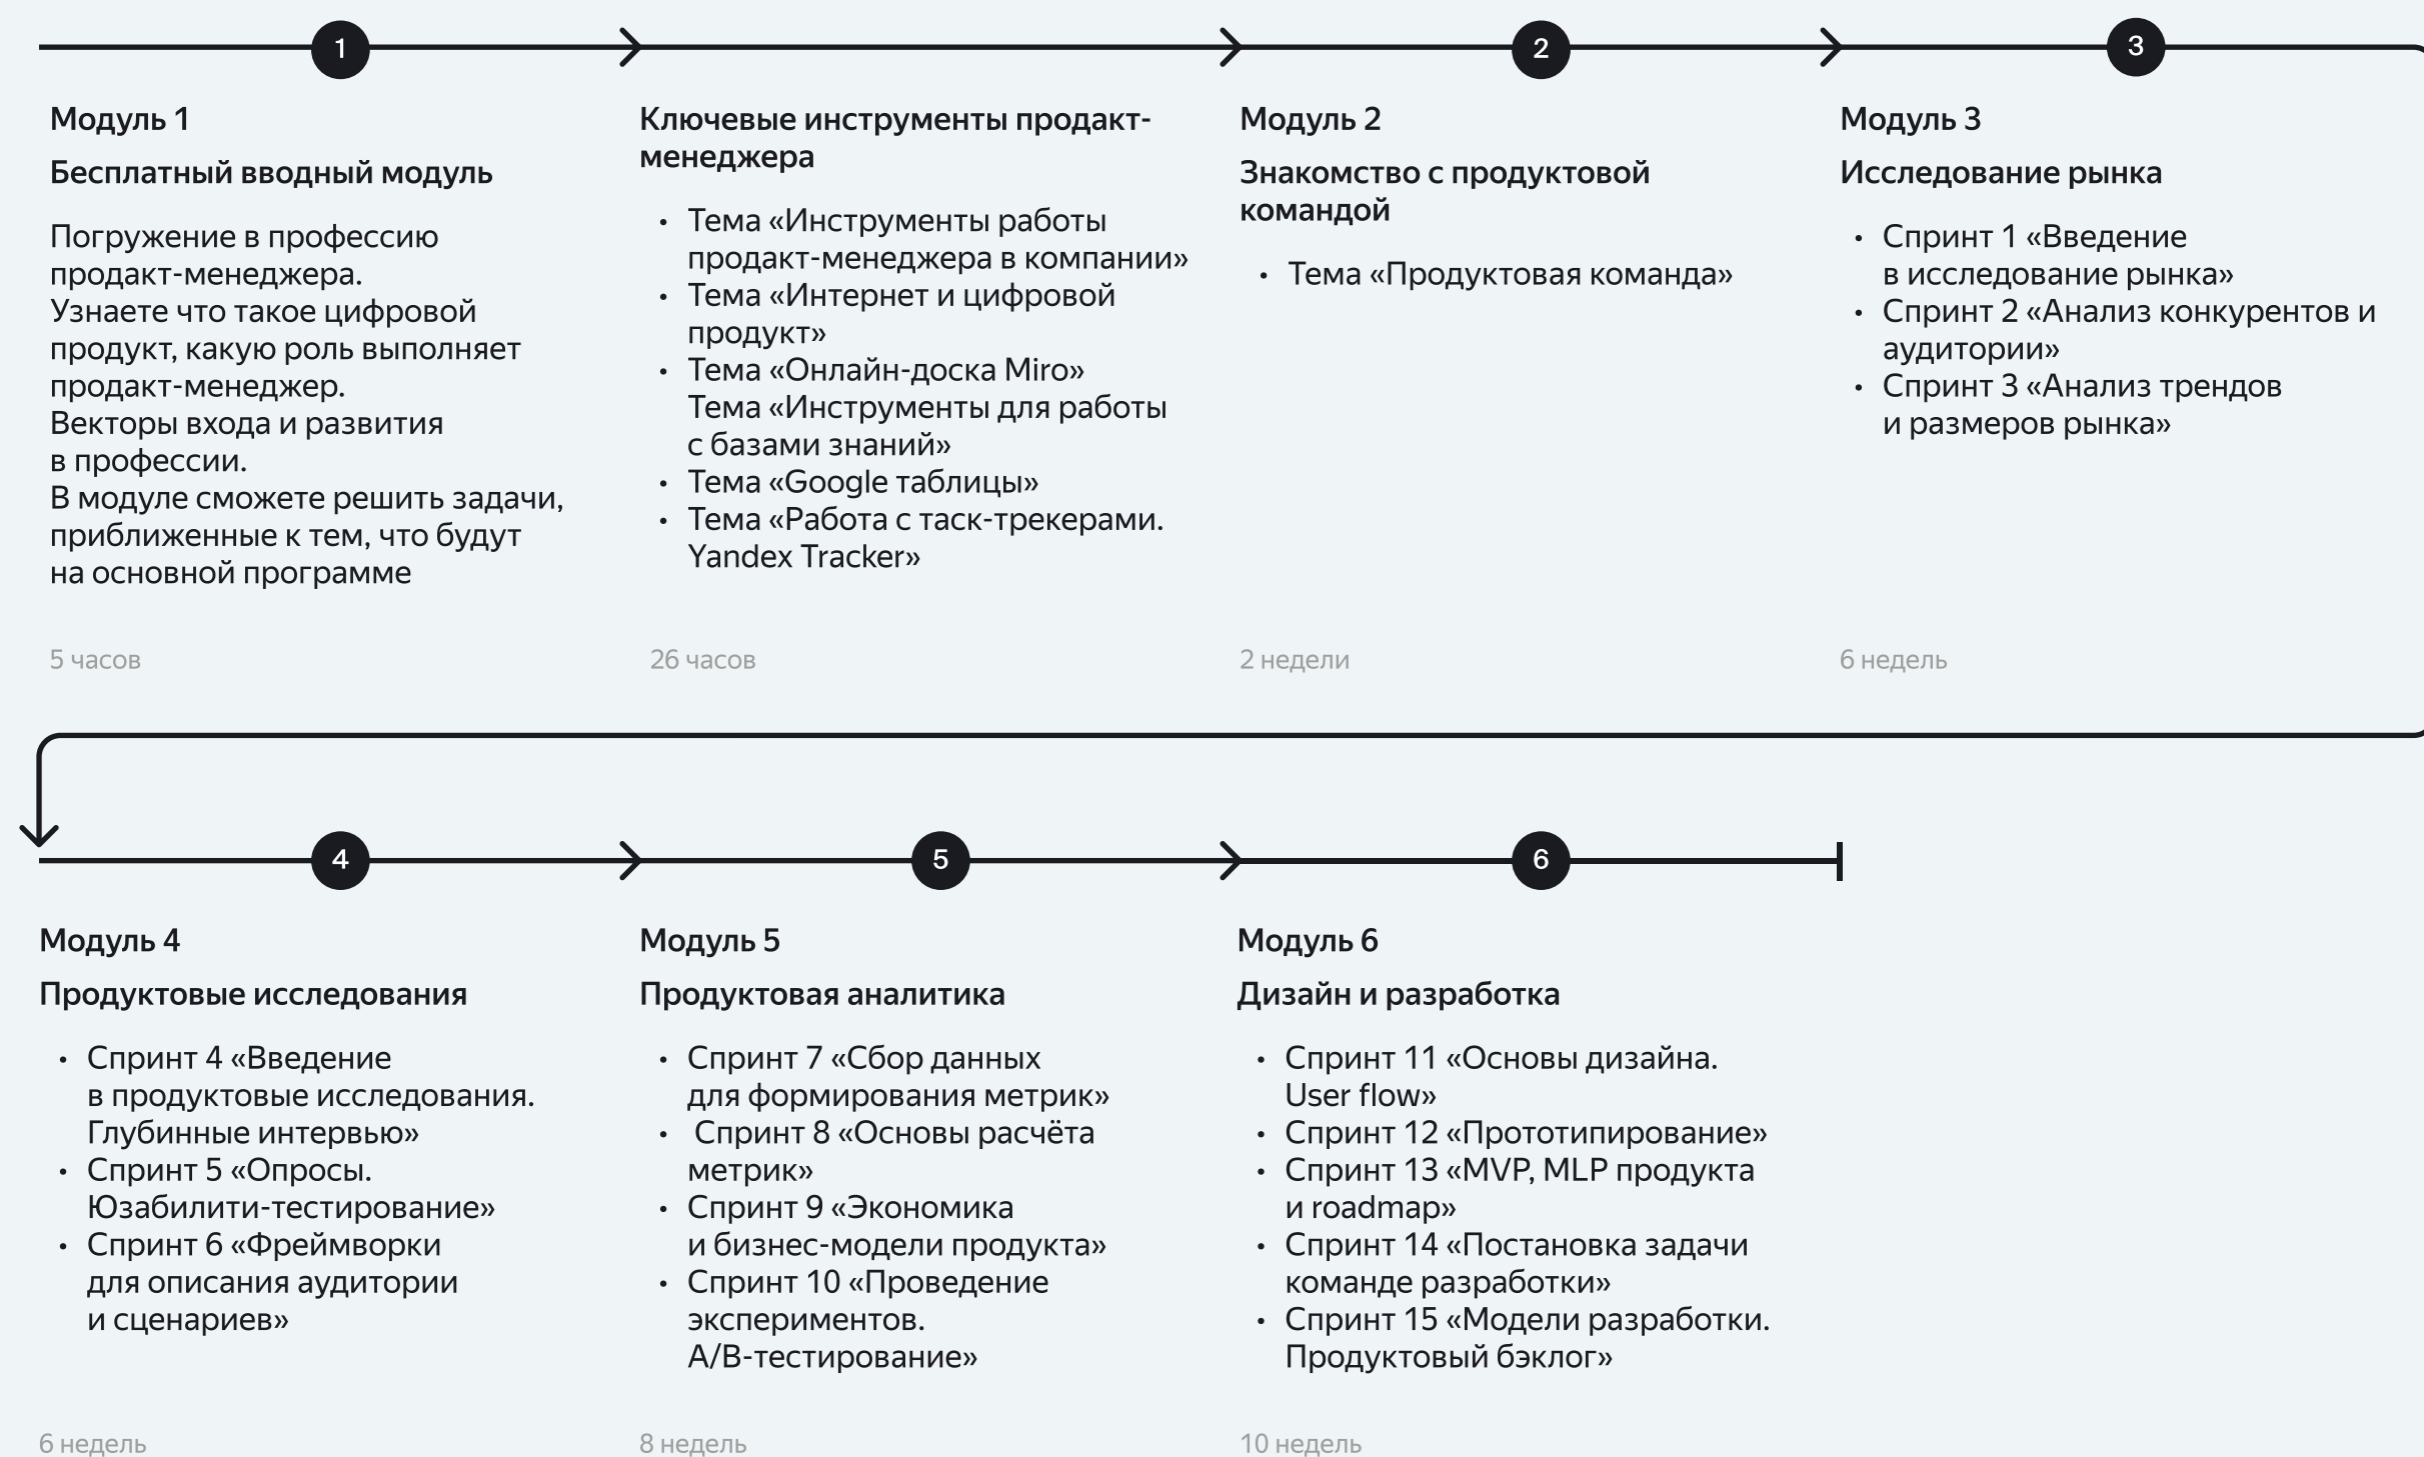 1
Модуль 1
Бесплатный вводный модуль
Погружение в профессию
продакт-менеджера.
Узнаете что такое цифровой
продукт, какую роль выполняет
продакт-менеджер.
Векторы входа и развития
в профессии.
В модуле сможете решить задачи,
приближенные к тем, что будут
на основной программе
5 часов
Ключевые инструменты продакт-
менеджера
• Тема «Инструменты работы
продакт-менеджера в компании»
• Тема «Интернет и цифровой
продукт»
• Тема «Онлайн-доска Miro»
Тема «Инструменты для работы
с базами знаний»
• Тема «Google таблицы»
• Тема «Работа с таск-трекерами.
Yandex Tracker»
26 часов
2
Модуль 2
Знакомство с продуктовой
командой
• Тема «Продуктовая команда»
2 недели
3
Модуль 3
Исследование рынка
• Спринт 1 «Введение
в исследование рынка»
• Спринт 2 «Анализ конкурентов и
аудитории»
• Спринт 3 «Анализ трендов
и размеров рынка»
6 недель
4
Модуль 4
Продуктовые исследования
• Спринт 4 «Введение
в продуктовые исследования.
Глубинные интервью»
• Спринт 5 «Опросы.
Юзабилити-тестирование»
• Спринт 6 «Фреймворки
для описания аудитории
и сценариев»
6 недель
5
Модуль 5
Продуктовая аналитика
• Спринт 7 «Сбор данных
для формирования метрик»
• Спринт 8 «Основы расчёта
метрик»
• Спринт 9 «Экономика
и бизнес-модели продукта»
• Спринт 10 «Проведение
экспериментов.
A/B-тестирование»
8 недель
6
Модуль 6
Дизайн и разработка
• Спринт 11 «Основы дизайна.
User flow»
• Спринт 12 «Прототипирование»
• Спринт 13 «MVP, MLP продукта
и roadmap»
• Спринт 14 «Постановка задачи
команде разработки»
• Спринт 15 «Модели разработки.
Продуктовый бэклог»
10 недель